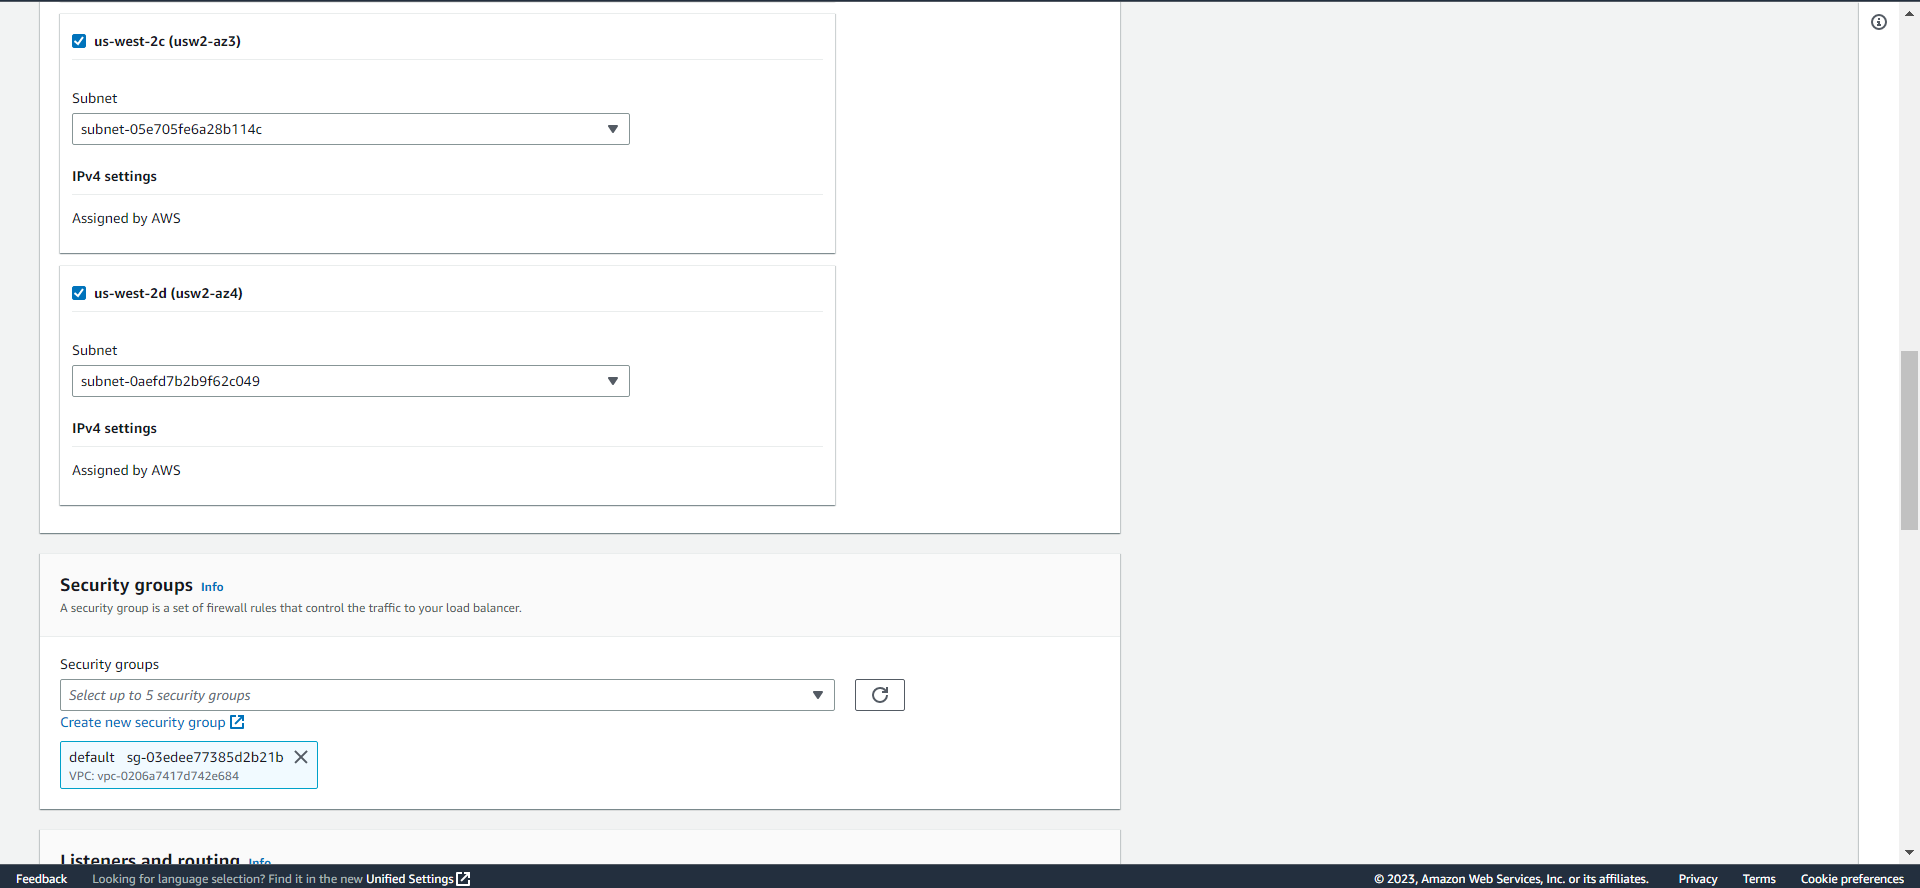 us-west-2c (usw2-az3)
Subnet
subnet-05e705fe6a28b114c
IPv4 settings
Assigned by AWS
us-west-2d (usw2-az4)
Subnet
subnet-0aefd7b2b9f62c049
IPv4 settings
Assigned by AWS
Security groups Info
A security group is a set of firewall rules that control the traffic to your load balancer.
Security groups
Select up to 5 security groups
Create new security group
default sg-03edee77385d2b21b
VPC: vpc-0206a7417d742e684
Listeners and routing Info
Feedback Looking for language selection? Find it in the new Unified Settings © 2023, Amazon Web Services, Inc. or its affiliates. Privacy Terms Cookie preferences